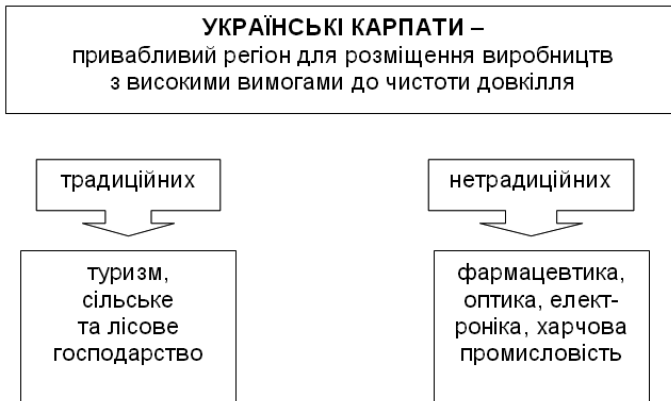 УКРАЇНСЬКІ КАРПАТИ –
привабливий регіон для розміщення виробництв
з високими вимогами до чистоти довкілля
традиційних
нетрадиційних
туризм,
сільське
та лісове
господарство
фармацевтика,
оптика, елект-
роніка, харчова
промисловість